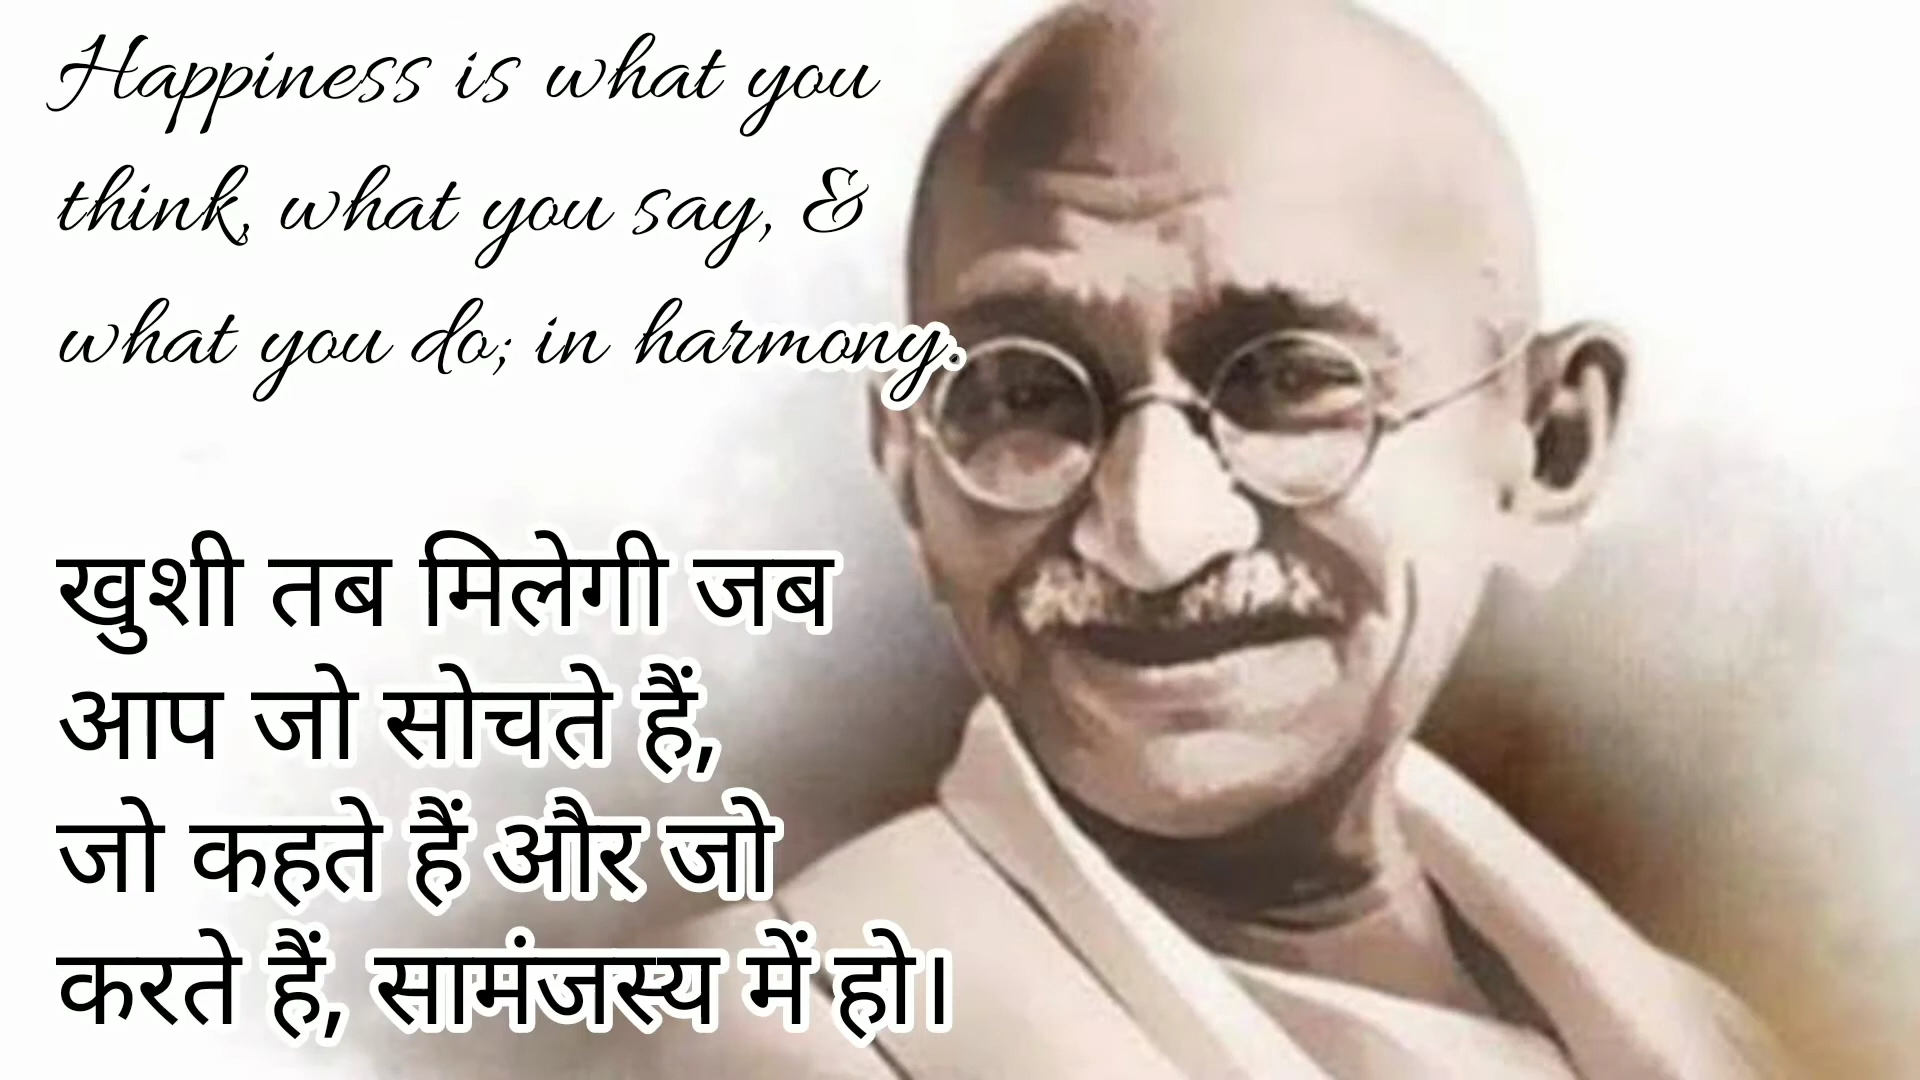 Happiness is what you
think, what you say, &
what you do; in harmony.
खुशी तब मिलेगी जब
आप जो सोचते हैं,
जो कहते हैं और जो
करते हैं, सामंजस्य में हो।